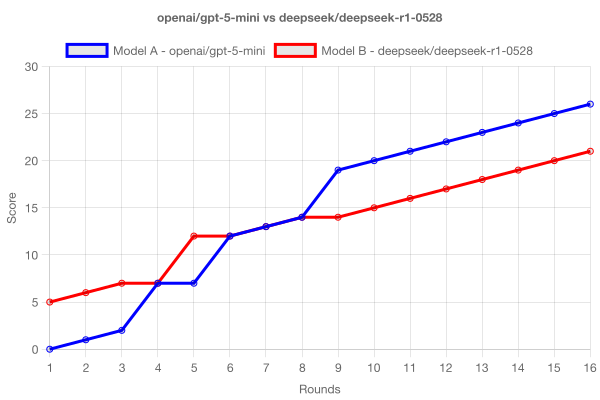 openai/gpt-5-mini vs deepseek/deepseek-r1-0528
Model A - openai/gpt-5-mini Model B - deepseek/deepseek-r1-0528
30
25
20
15
10
5
0
Score
1 2 3 4 5 6 7 8 9 10 11 12 13 14 15 16
Rounds